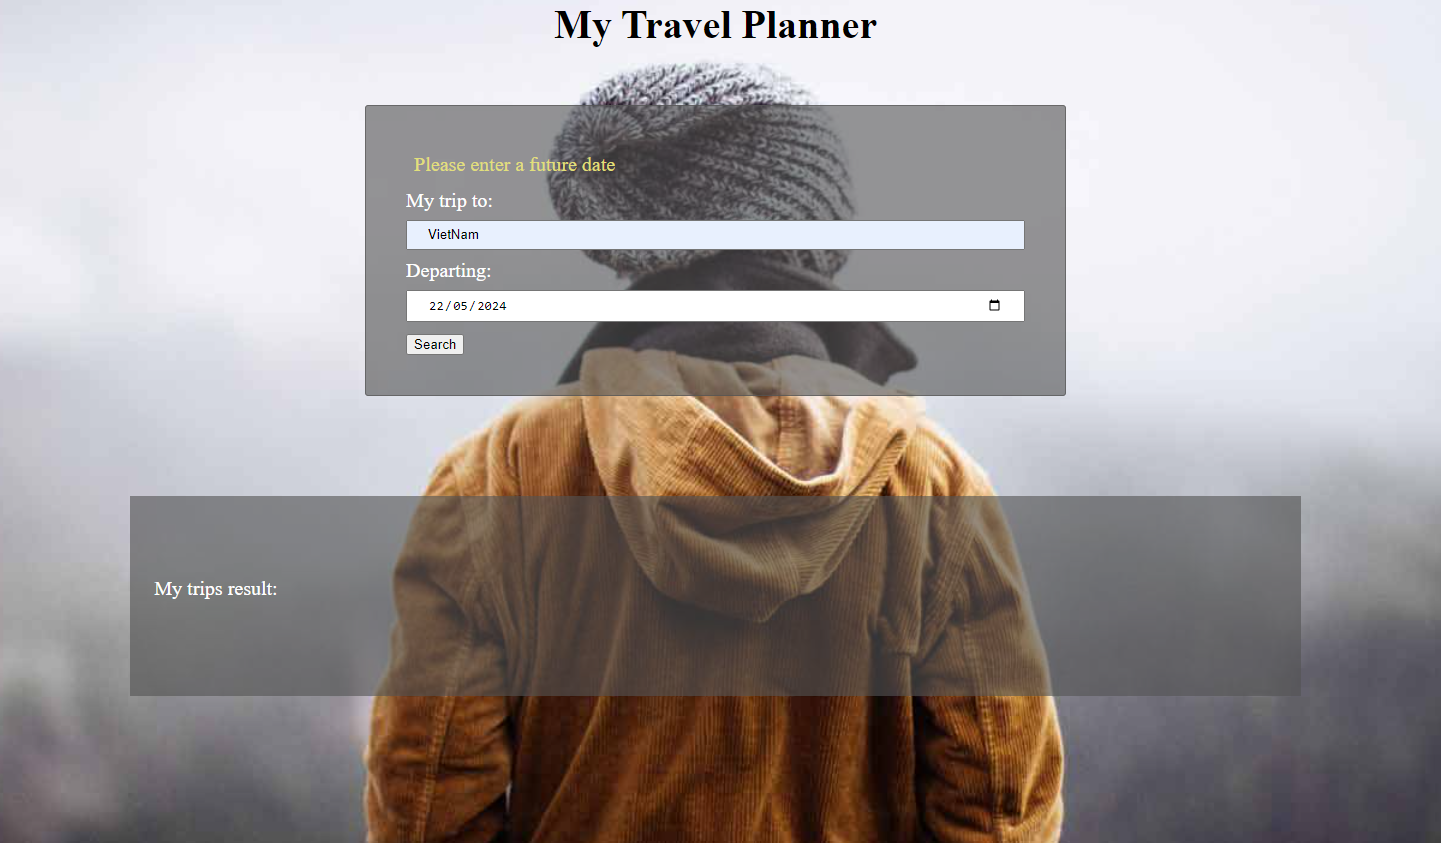 My Travel Planner
Please enter a future date
My trip to:
VietNam
Departing:
22/05/2024
Search
My trips result: